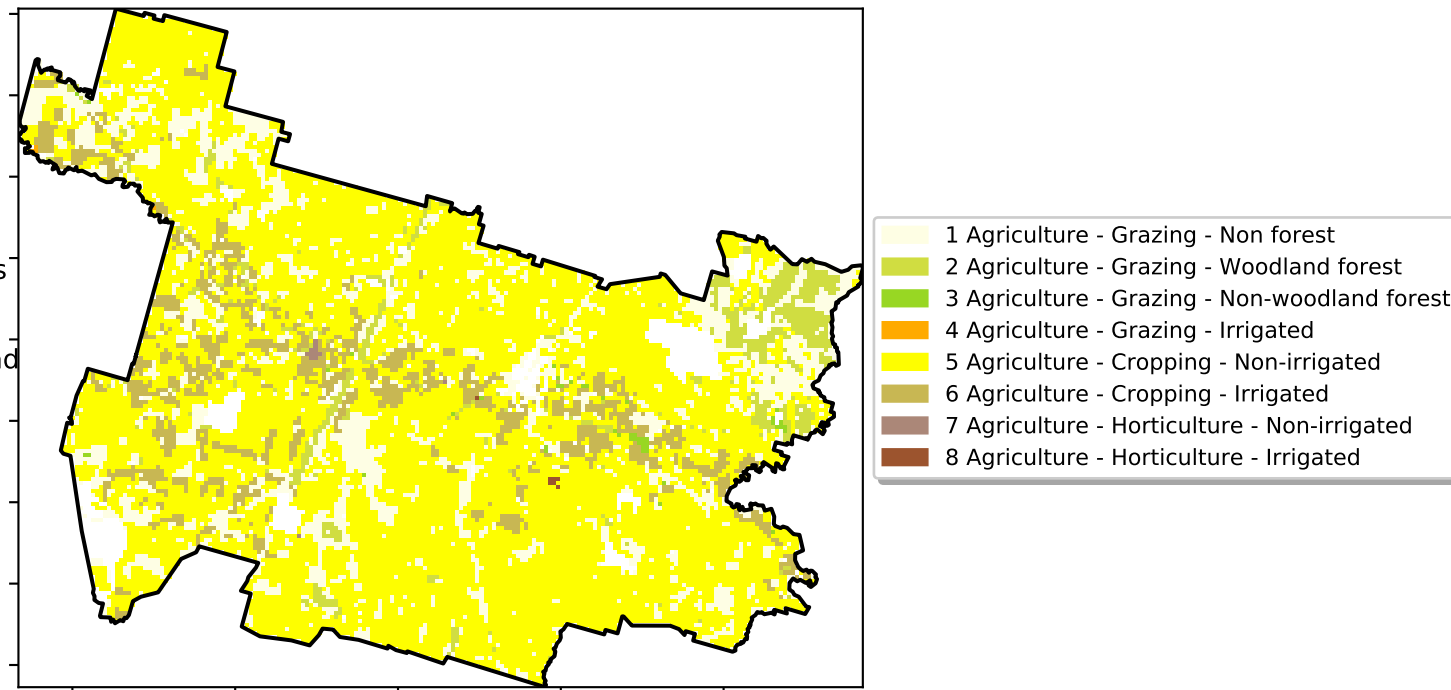 1 Agriculture - Grazing - Non forest
2 Agriculture - Grazing - Woodland forest
3 Agriculture - Grazing - Non-woodland forest
4 Agriculture - Grazing - Irrigated
5 Agriculture - Cropping - Non-irrigated
6 Agriculture - Cropping - Irrigated
7 Agriculture - Horticulture - Non-irrigated
8 Agriculture - Horticulture - Irrigated